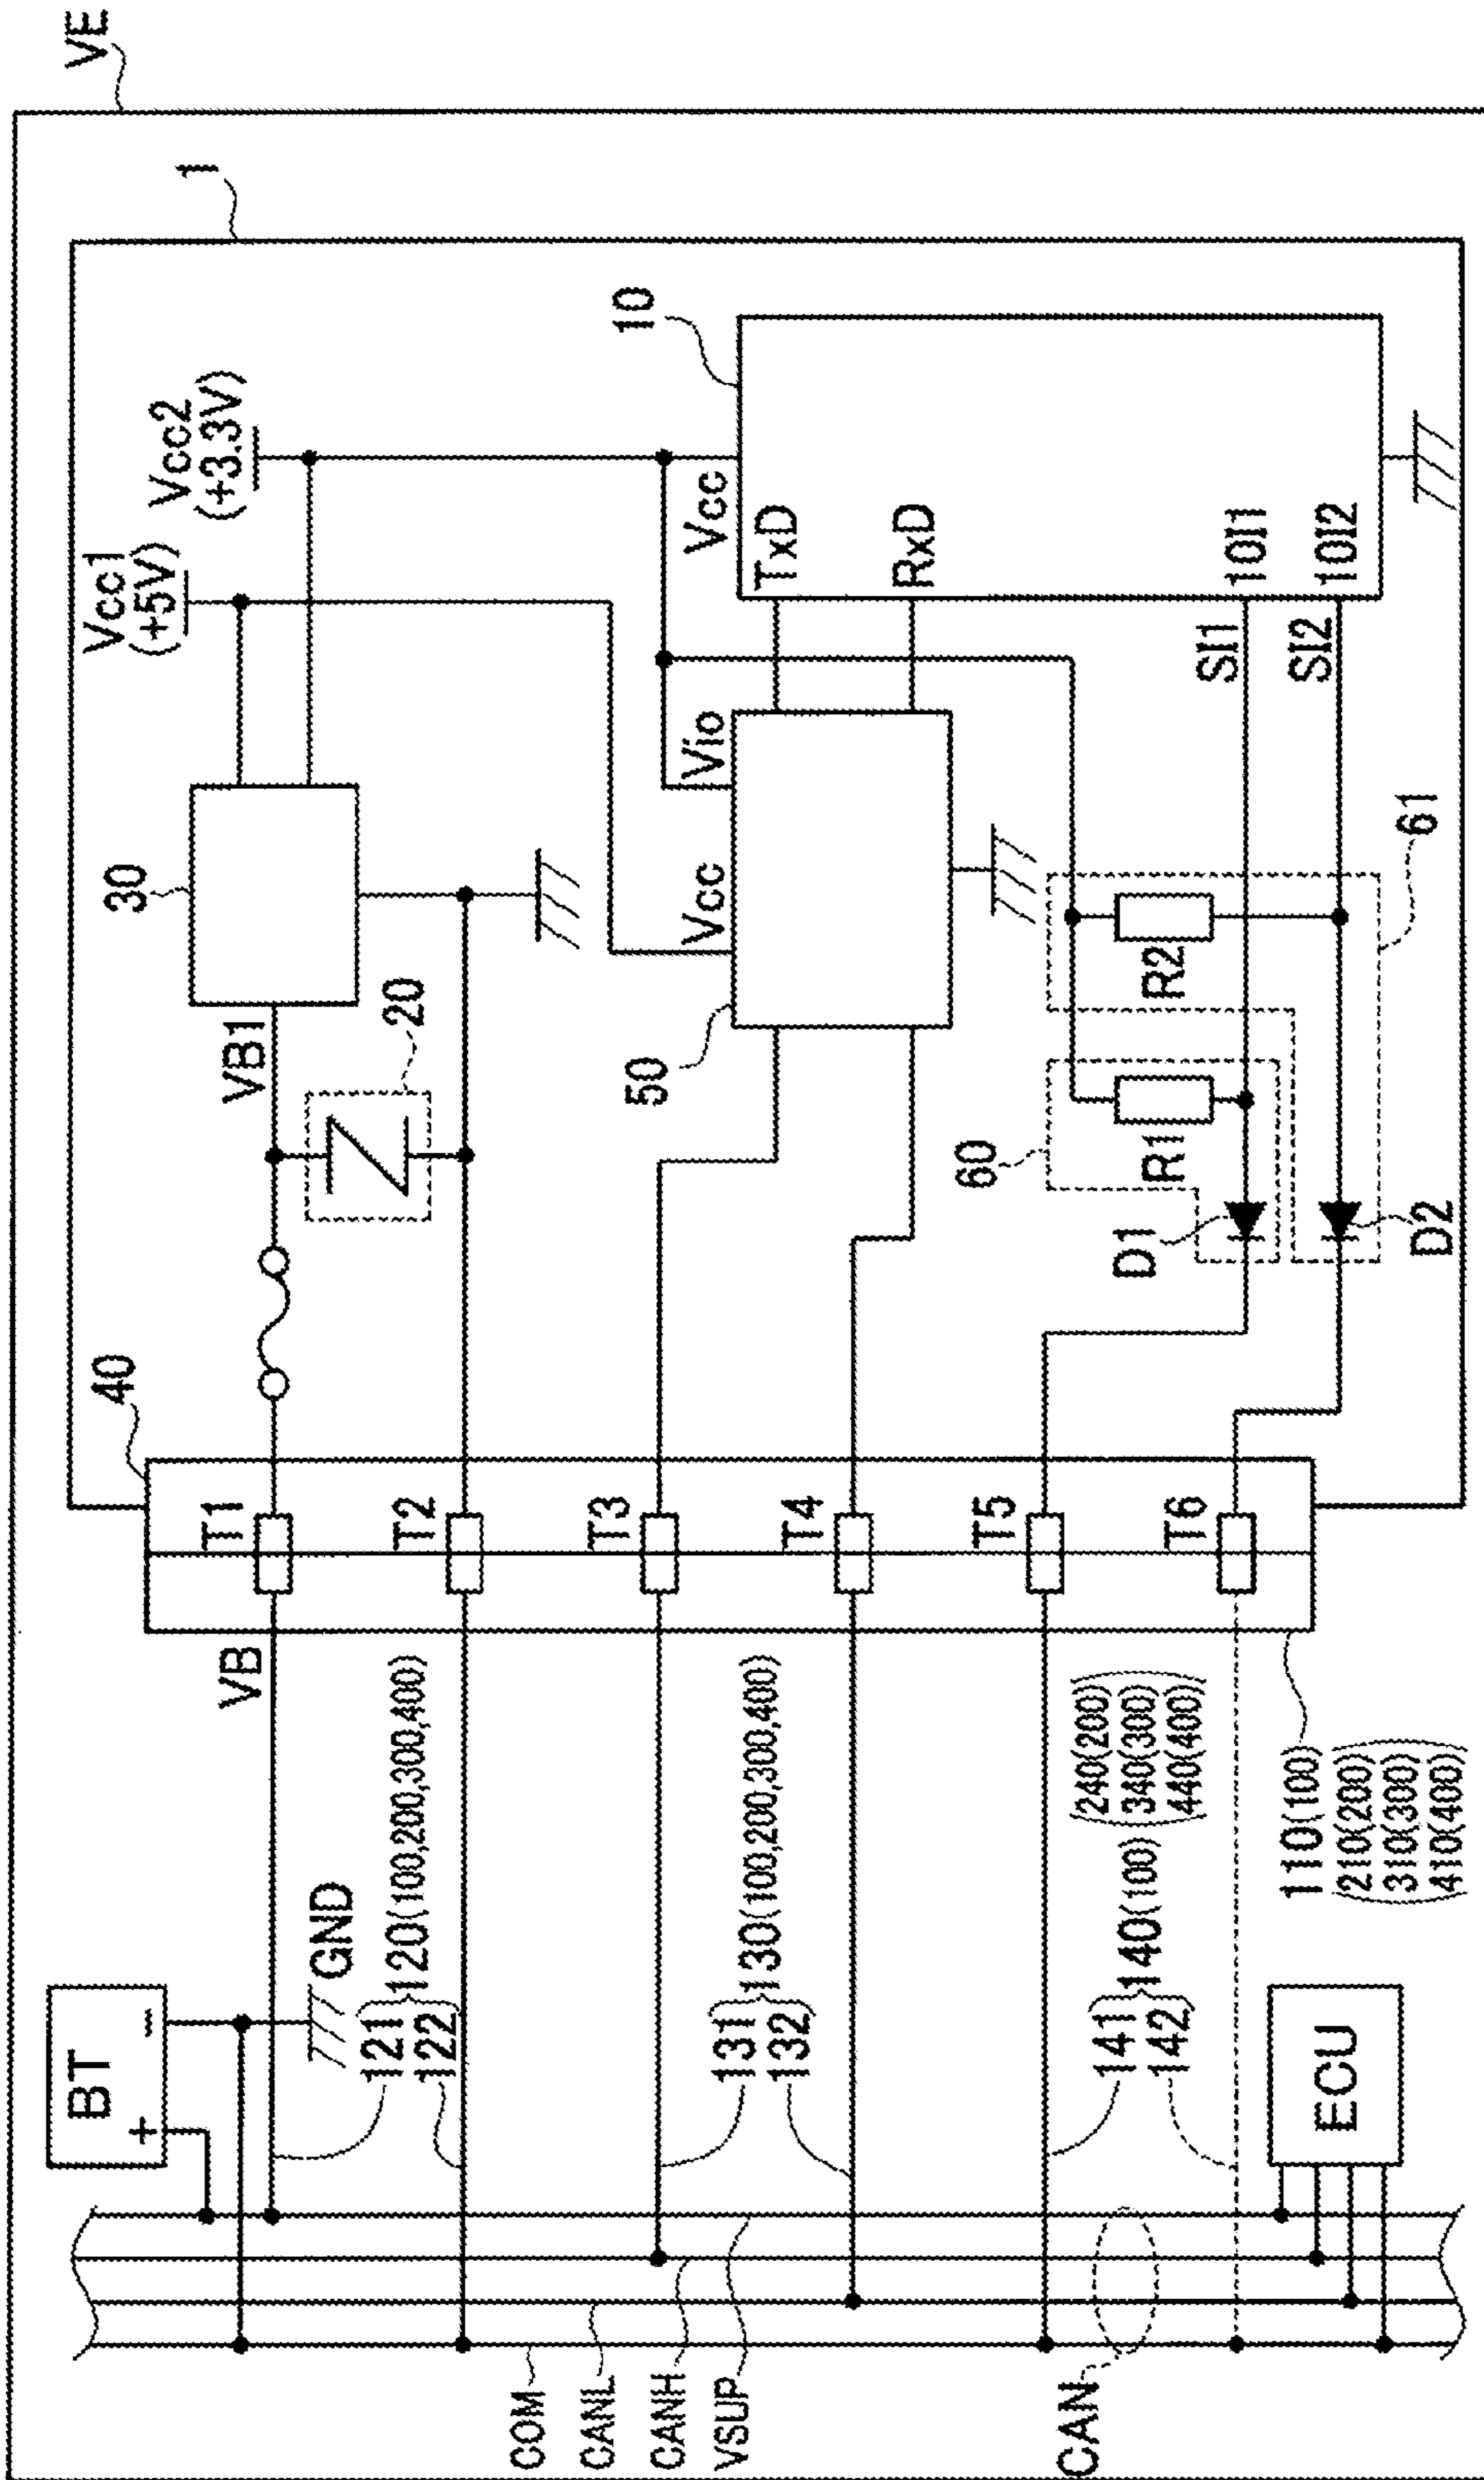 VE
1
Vcc1
(+5V)
Vcc2
(+3.3V)
10
30
VB1
20
Vcc
Vio
Vcc
TxD
RxD
10I1
10I2
SI1
SI2
50
60
R1
R2
61
D1
D2
40
T1
T2
T3
T4
T5
T6
VB
BT
+
−
GND
121
122
120(100,200,300,400)
131
132
130(100,200,300,400)
141
142
140(100)
(240(200))
(340(300))
(440(400))
110(100)
(210(200))
(310(300))
(410(400))
ECU
COM
CANL
CANH
VSUP
CAN